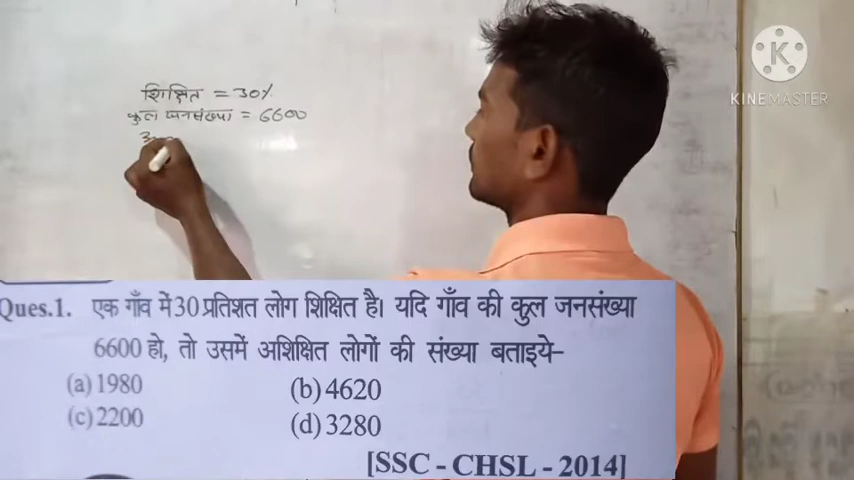 शिक्षित = 30%
कुल जनसंख्या = 6600
K
KINEMASTER
Ques.1. एक गाँव में 30 प्रतिशत लोग शिक्षित है। यदि गाँव की कुल जनसंख्या
6600 हो, तो उसमें अशिक्षित लोगों की संख्या बताइये-
(a) 1980 (b) 4620
(c) 2200 (d) 3280
[SSC - CHSL - 2014]